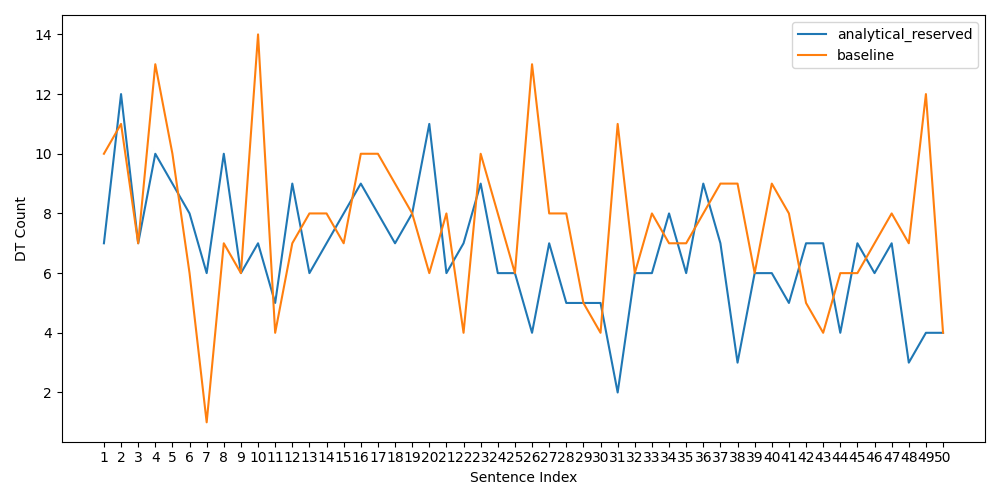 analytical_reserved
baseline
DT Count
14
12
10
8
6
4
2
1 2 3 4 5 6 7 8 9 10 11 12 13 14 15 16 17 18 19 20 21 22 23 24 25 26 27 28 29 30 31 32 33 34 35 36 37 38 39 40 41 42 43 44 45 46 47 48 49 50
Sentence Index